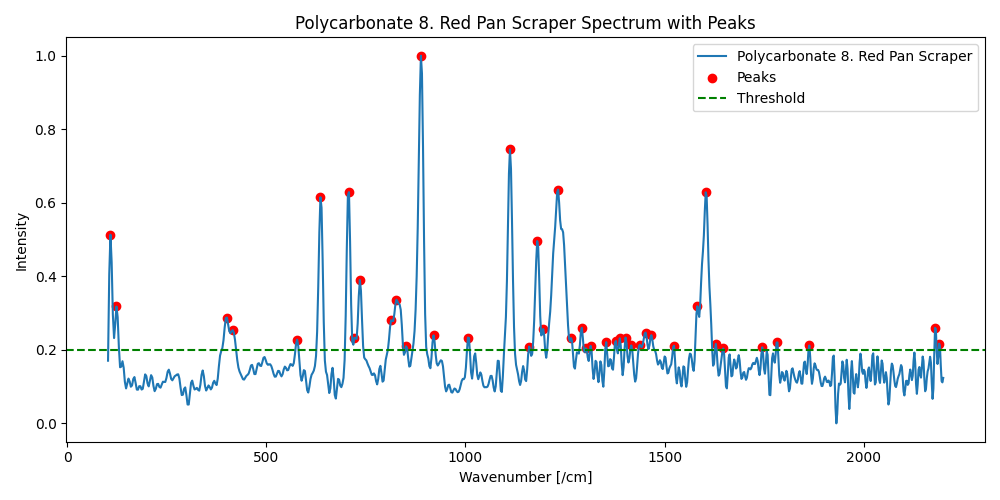 Polycarbonate 8. Red Pan Scraper Spectrum with Peaks
Polycarbonate 8. Red Pan Scraper
Peaks
Threshold
Intensity
1.0
0.8
0.6
0.4
0.2
0.0
0 500 1000 1500 2000
Wavenumber [/cm]